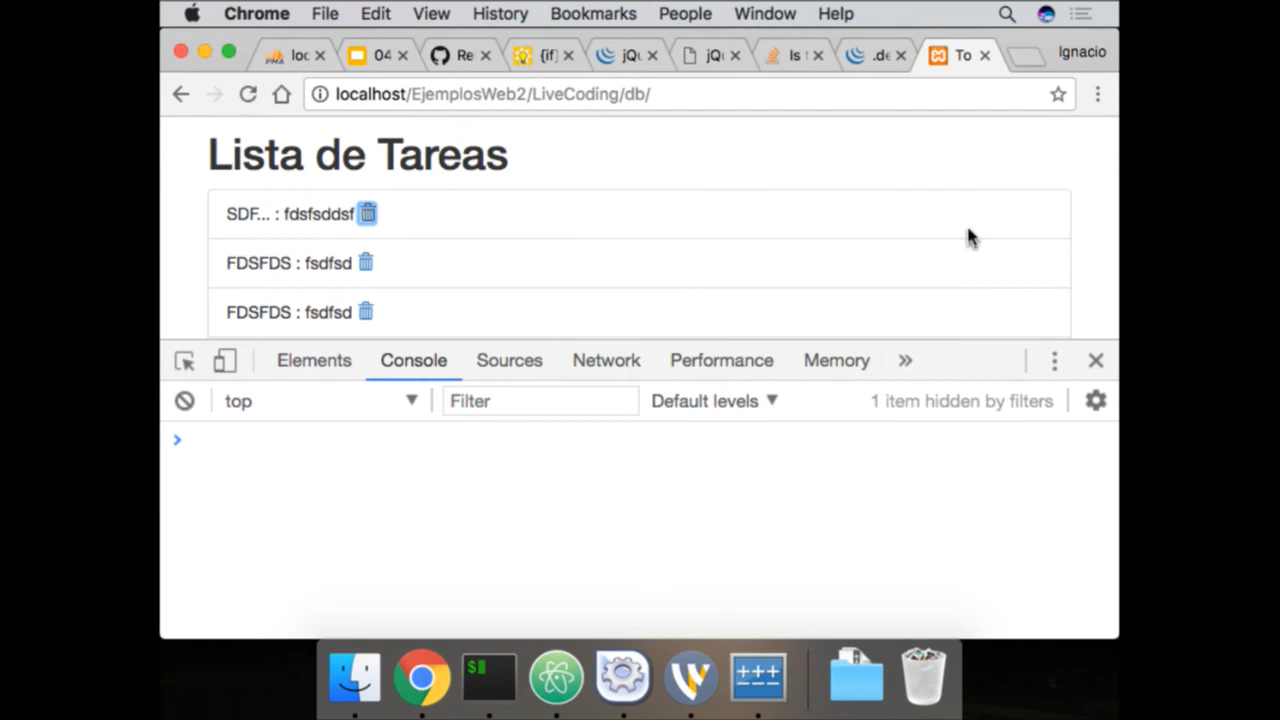 Chrome File Edit View History Bookmarks People Window Help
loc 04 Re {if} jQu jQu Is t .de To Ignacio
localhost/EjemplosWeb2/LiveCoding/db/
Lista de Tareas
SDF... : fdsfsddsf
FDSFDS : fsdfsd
FDSFDS : fsdfsd
Elements Console Sources Network Performance Memory »
top Filter Default levels 1 item hidden by filters